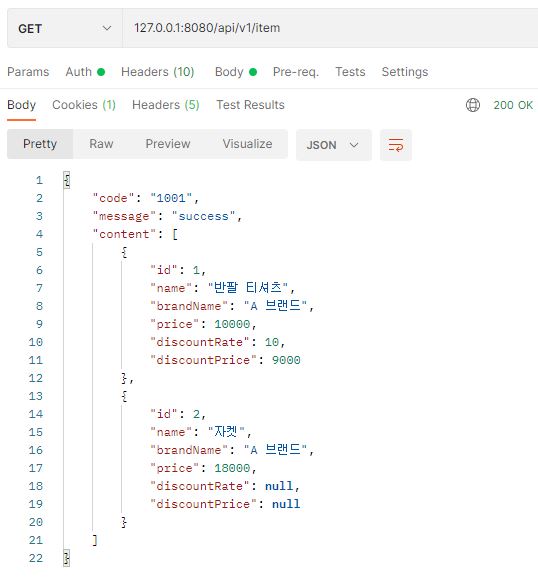 GET 127.0.0.1:8080/api/v1/item
Params Auth Headers (10) Body Pre-req. Tests Settings
Body Cookies (1) Headers (5) Test Results 200 OK
Pretty Raw Preview Visualize JSON
1 {
2 "code": "1001",
3 "message": "success",
4 "content": [
5 {
6 "id": 1,
7 "name": "반팔 티셔츠",
8 "brandName": "A 브랜드",
9 "price": 10000,
10 "discountRate": 10,
11 "discountPrice": 9000
12 },
13 {
14 "id": 2,
15 "name": "자켓",
16 "brandName": "A 브랜드",
17 "price": 18000,
18 "discountRate": null,
19 "discountPrice": null
20 }
21 ]
22 }